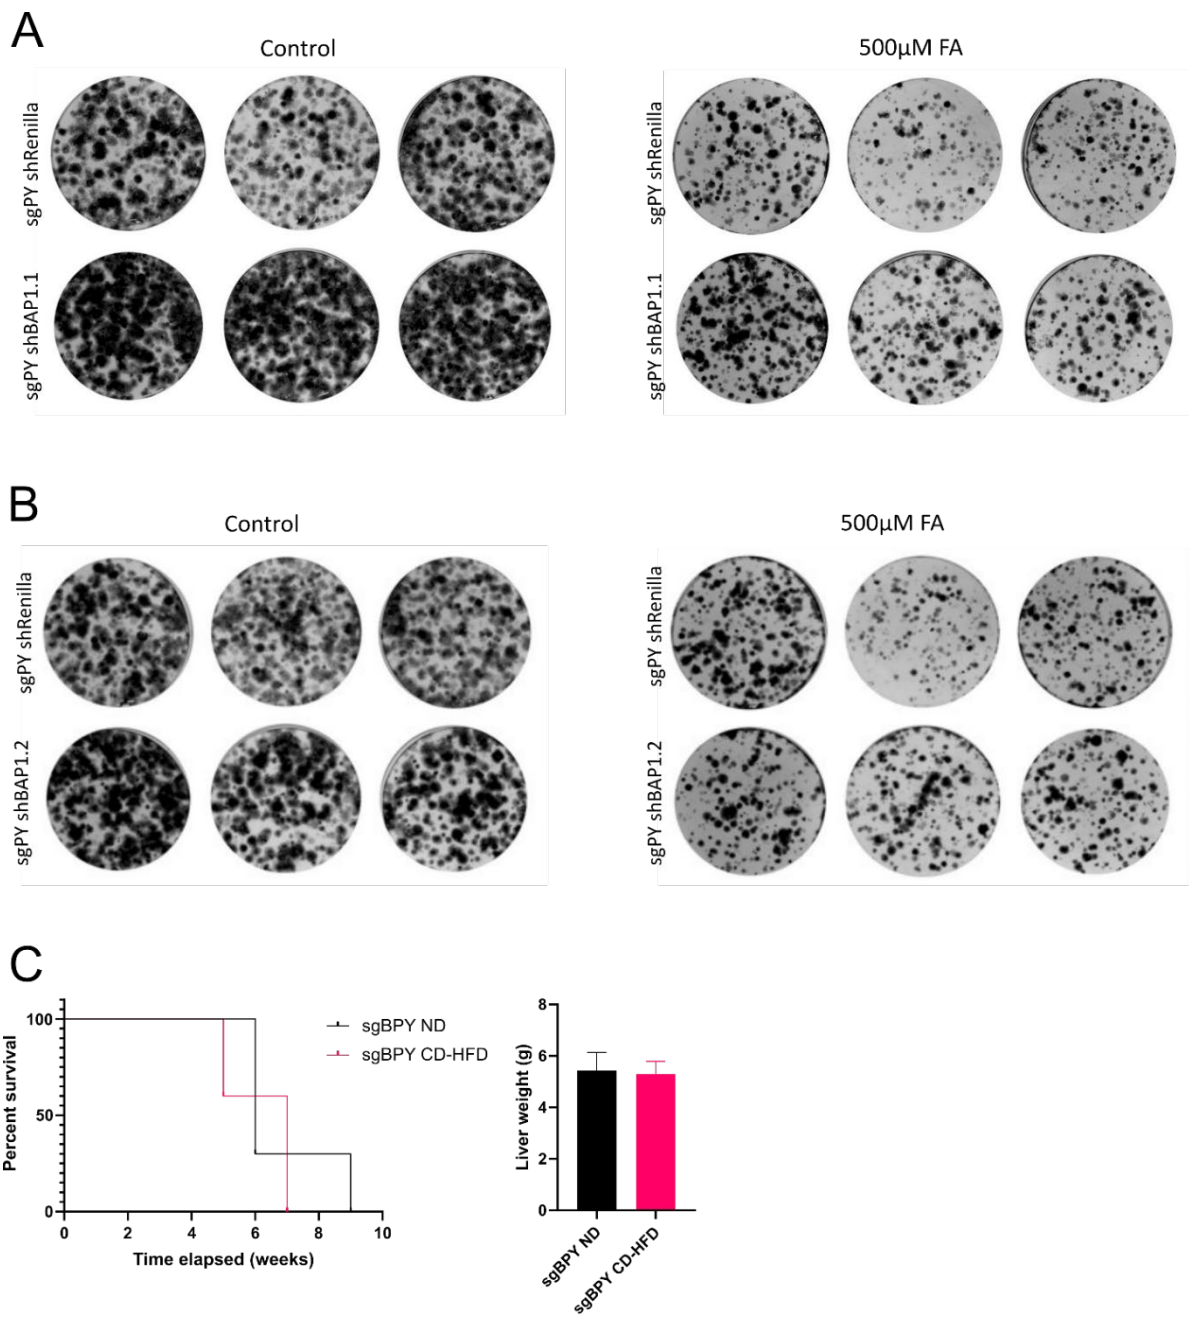 A
Control
500µM FA
sgPY shRenilla
sgPY shBAP1.1
sgPY shRenilla
sgPY shBAP1.1
B
Control
500µM FA
sgPY shRenilla
sgPY shBAP1.2
sgPY shRenilla
sgPY shBAP1.2
C
Percent survival
100
50
0
0 2 4 6 8 10
Time elapsed (weeks)
sgBPY ND
sgBPY CD-HFD
Liver weight (g)
8
6
4
2
0
sgBPY ND
sgBPY CD-HFD